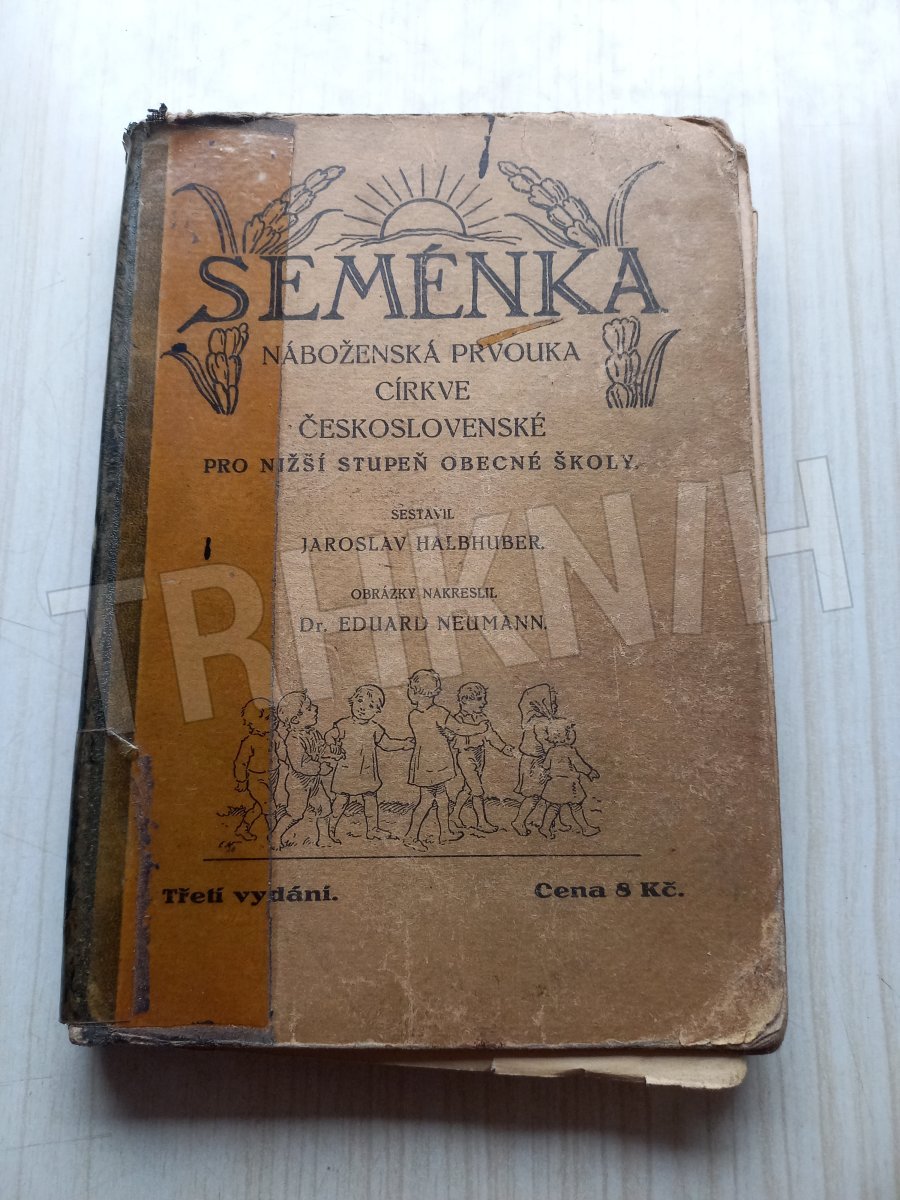 SEMÉNKA
NÁBOŽENSKÁ PRVOUKA
CÍRKVE
ČESKOSLOVENSKÉ
PRO NIŽŠÍ STUPEŇ OBECNÉ ŠKOLY.
SESTAVIL
JAROSLAV HALBHUBER.
OBRÁZKY NAKRESLIL
Dr. EDUARD NEUMANN.
Třetí vydání.
Cena 8 Kč.
TRHKNIH